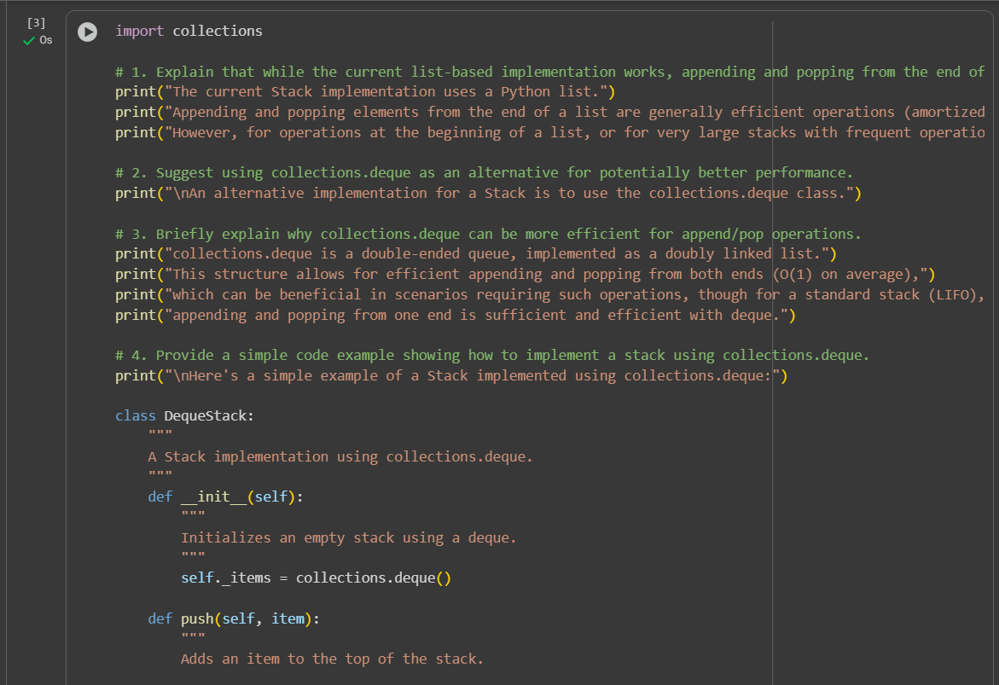 [3]
0s
import collections
# 1. Explain that while the current list-based implementation works, appending and popping from the end of
print("The current Stack implementation uses a Python list.")
print("Appending and popping elements from the end of a list are generally efficient operations (amortized
print("However, for operations at the beginning of a list, or for very large stacks with frequent operatio
# 2. Suggest using collections.deque as an alternative for potentially better performance.
print("\nAn alternative implementation for a Stack is to use the collections.deque class.")
# 3. Briefly explain why collections.deque can be more efficient for append/pop operations.
print("collections.deque is a double-ended queue, implemented as a doubly linked list.")
print("This structure allows for efficient appending and popping from both ends (O(1) on average),")
print("which can be beneficial in scenarios requiring such operations, though for a standard stack (LIFO),
print("appending and popping from one end is sufficient and efficient with deque.")
# 4. Provide a simple code example showing how to implement a stack using collections.deque.
print("\nHere's a simple example of a Stack implemented using collections.deque:")
class DequeStack:
"""
A Stack implementation using collections.deque.
"""
def __init__(self):
"""
Initializes an empty stack using a deque.
"""
self._items = collections.deque()
def push(self, item):
"""
Adds an item to the top of the stack.